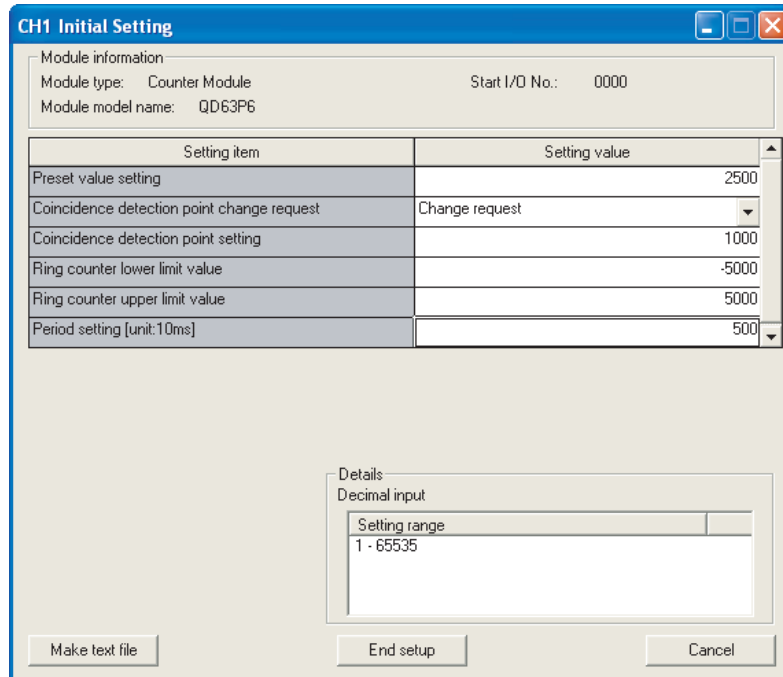 CH1 Initial Setting
Module information
Module type: Counter Module Start I/O No.: 0000
Module model name: QD63P6
Setting item Setting value
Preset value setting 2500
Coincidence detection point change request Change request
Coincidence detection point setting 1000
Ring counter lower limit value -5000
Ring counter upper limit value 5000
Period setting [unit:10ms] 500
Details
Decimal input
Setting range
1 - 65535
Make text file End setup Cancel